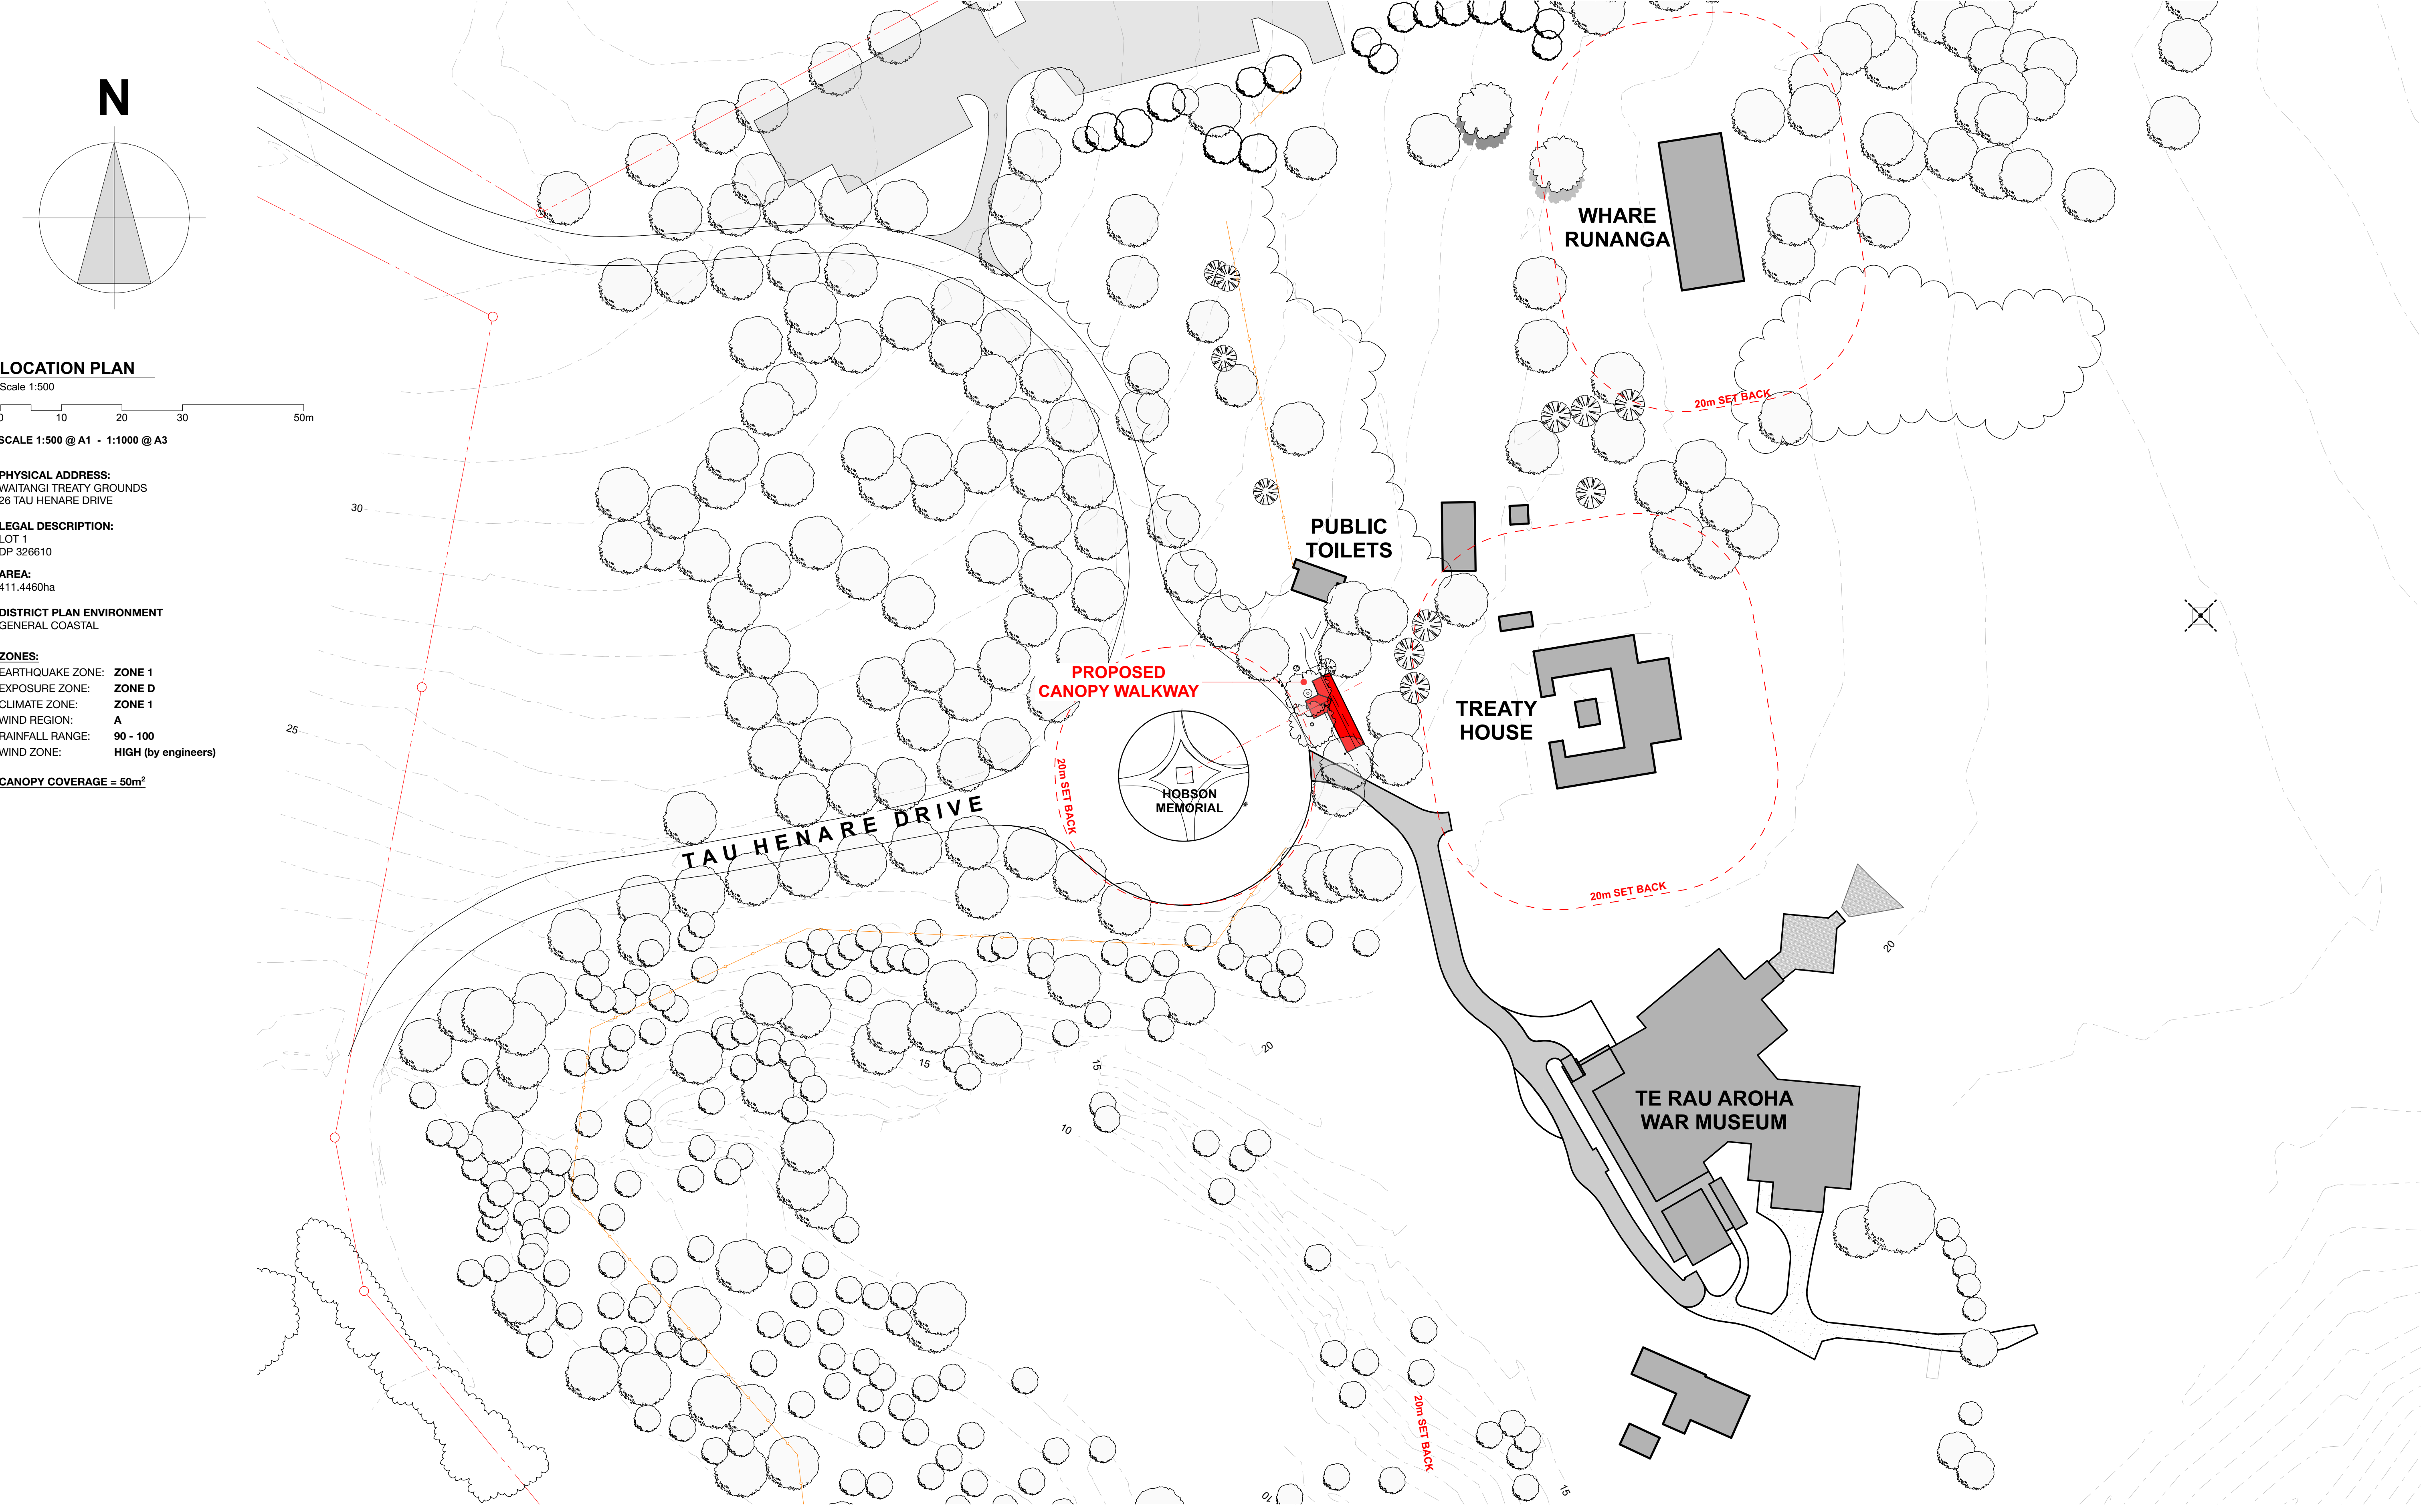 N
LOCATION PLAN
Scale 1:500
0 10 20 30 50m
SCALE 1:500 @ A1 - 1:1000 @ A3
PHYSICAL ADDRESS:
WAITANGI TREATY GROUNDS
26 TAU HENARE DRIVE
LEGAL DESCRIPTION:
LOT 1
DP 326610
AREA:
411.4460ha
DISTRICT PLAN ENVIRONMENT
GENERAL COASTAL
ZONES:
EARTHQUAKE ZONE: ZONE 1
EXPOSURE ZONE: ZONE D
CLIMATE ZONE: ZONE 1
WIND REGION: A
RAINFALL RANGE: 90 - 100
WIND ZONE: HIGH (by engineers)
CANOPY COVERAGE = 50m²
30
25
WHARE
RUNANGA
20m SET BACK
PUBLIC
TOILETS
PROPOSED
CANOPY WALKWAY
TREATY
HOUSE
HOBSON
MEMORIAL
20m SET BACK
TAU HENARE DRIVE
20m SET BACK
20
20
15
15
10
TE RAU AROHA
WAR MUSEUM
20m SET BACK
10
15